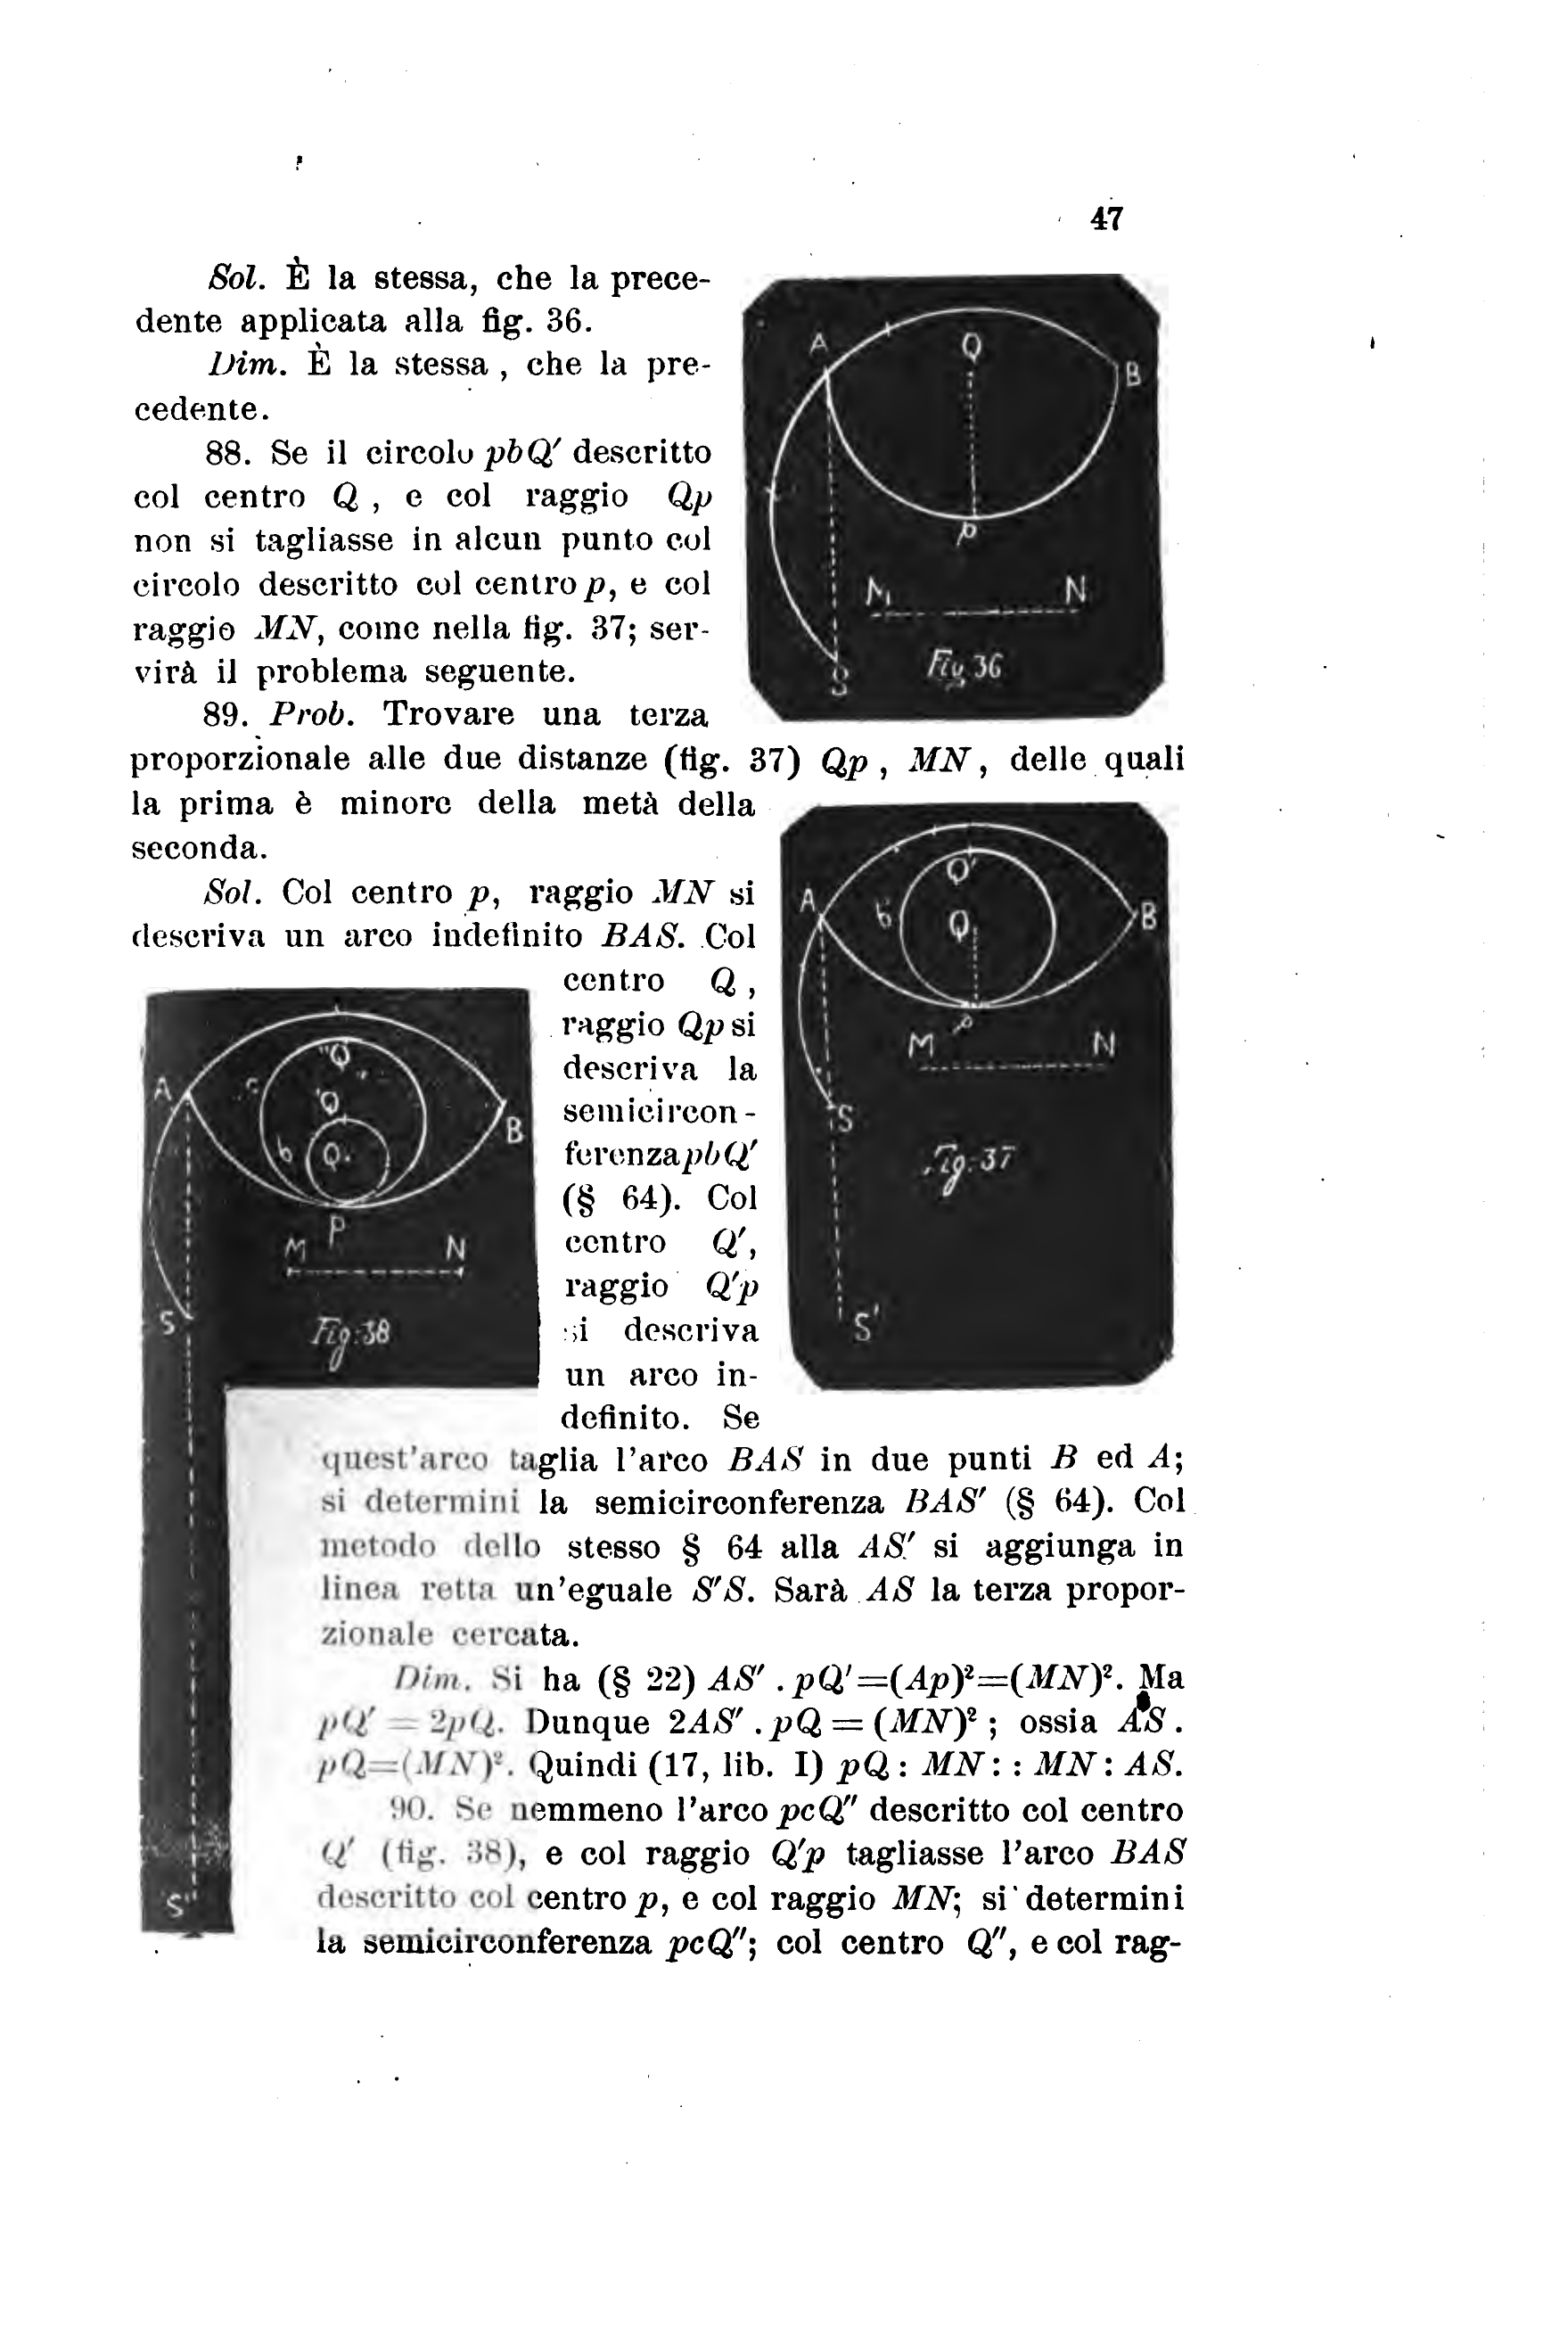 47
Sol. È la stessa, che la prece-
dente applicata alla fig. 36.
Dim. È la stessa, che la pre-
cedente.
88. Se il circolo pbQ' descritto
col centro Q, e col raggio Qp
non si tagliasse in alcun punto col
circolo descritto col centro p, e col
raggio MN, come nella fig. 37; ser-
virà il problema seguente.
89. Prob. Trovare una terza
proporzionale alle due distanze (fig. 37) Qp, MN, delle quali
la prima è minore della metà della
seconda.
Sol. Col centro p, raggio MN si
descriva un arco indefinito BAS. Col
centro Q,
raggio Qp si
descriva la
semicircon-
ferenza pbQ'
(§ 64). Col
centro Q',
raggio Q'p
si descriva
un arco in-
definito. Se
quest'arco taglia l'arco BAS in due punti B ed A;
si determini la semicirconferenza BAS' (§ 64). Col
metodo dello stesso § 64 alla AS' si aggiunga in
linea retta un'eguale S'S. Sarà AS la terza propor-
zionale cercata.
Dim. Si ha (§ 22) AS' . pQ'=(Ap)²=(MN)². Ma
pQ' = 2pQ. Dunque 2AS' . pQ = (MN)²; ossia AS .
pQ=(MN)². Quindi (17, lib. I) pQ : MN : : MN : AS.
90. Se nemmeno l'arco pcQ" descritto col centro
Q' (fig. 38), e col raggio Q'p tagliasse l'arco BAS
descritto col centro p, e col raggio MN; si determini
la semicirconferenza pcQ"; col centro Q", e col rag-
A
Q
B
p
M N
S
Fig 36
Q'
A b Q B
p
M N
S
Fig. 37
S'
"Q
A c 'Q
b Q B
P
M N
S
Fig. 38
S'